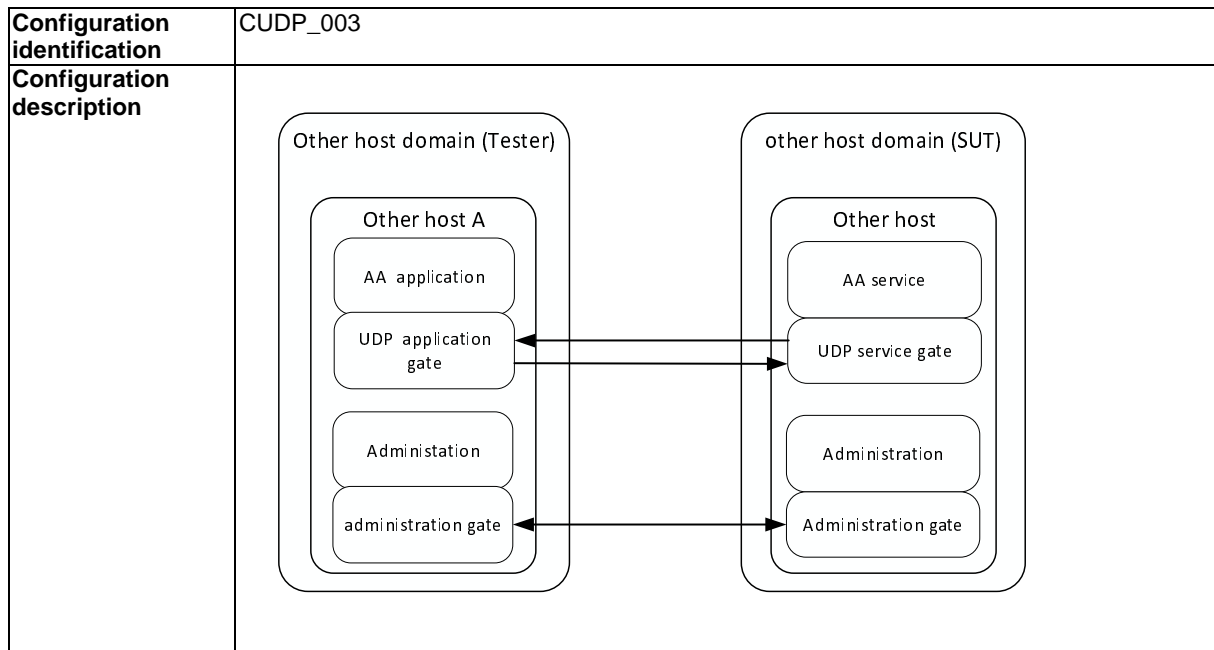 Configuration
identification
CUDP_003
Configuration
description
Other host domain (Tester)
Other host A
AA application
UDP application
gate
Administation
administration gate
other host domain (SUT)
Other host
AA service
UDP service gate
Administration
Administration gate